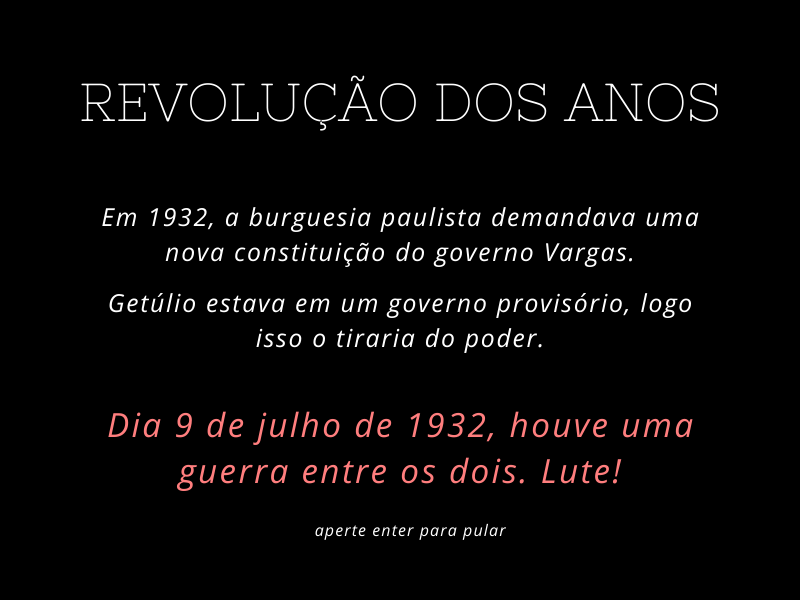 REVOLUÇÃO DOS ANOS
Em 1932, a burguesia paulista demandava uma
nova constituição do governo Vargas.
Getúlio estava em um governo provisório, logo
isso o tiraria do poder.
Dia 9 de julho de 1932, houve uma
guerra entre os dois. Lute!
aperte enter para pular